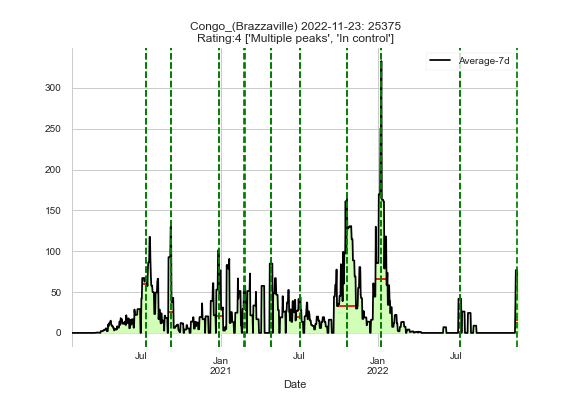 Congo_(Brazzaville) 2022-11-23: 25375
Rating:4 ['Multiple peaks', 'In control']
Average-7d
300
250
200
150
100
50
0
Jul
Jan
2021
Jul
Jan
2022
Jul
Date